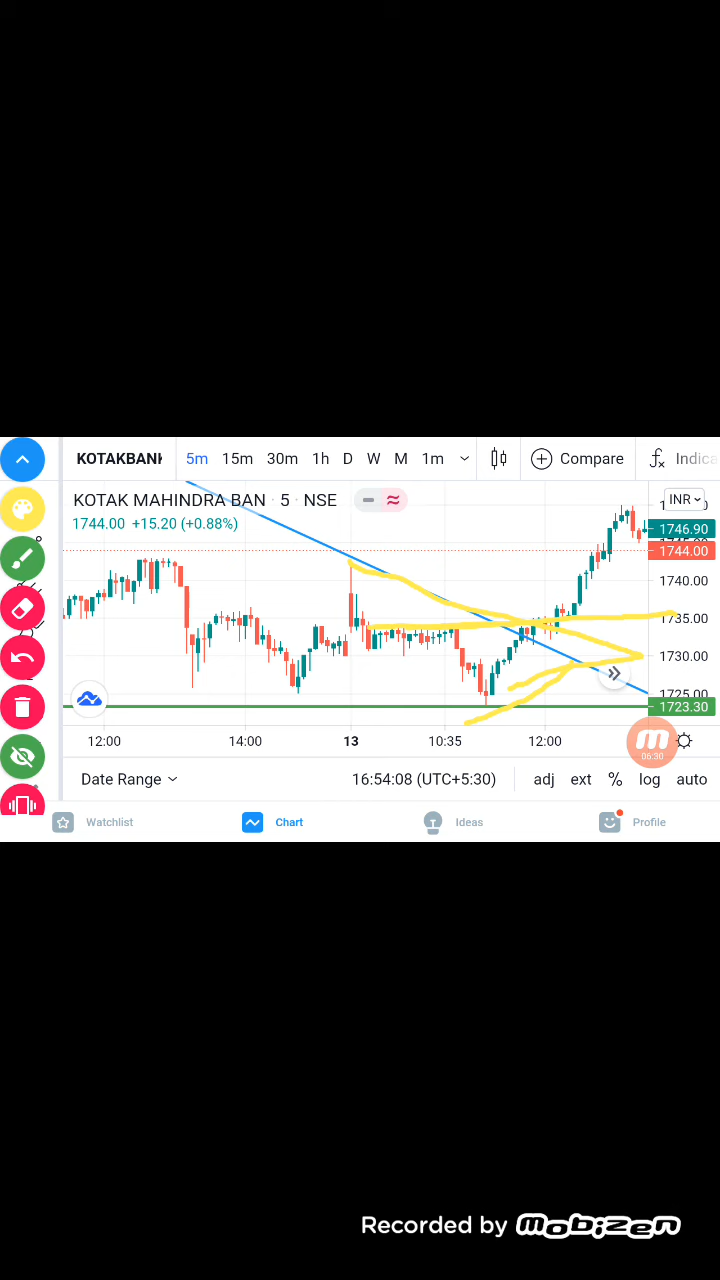 KOTAKBAN 5m 15m 30m 1h D W M 1m Compare Indica
KOTAK MAHINDRA BAN · 5 · NSE INR
1744.00 +15.20 (+0.88%)
1746.90
1744.00
1740.00
1735.00
1730.00
1725.00
1723.30
12:00 14:00 13 10:35 12:00
06:30
Date Range 16:54:08 (UTC+5:30) adj ext % log auto
Watchlist Chart Ideas Profile
Recorded by mobizen